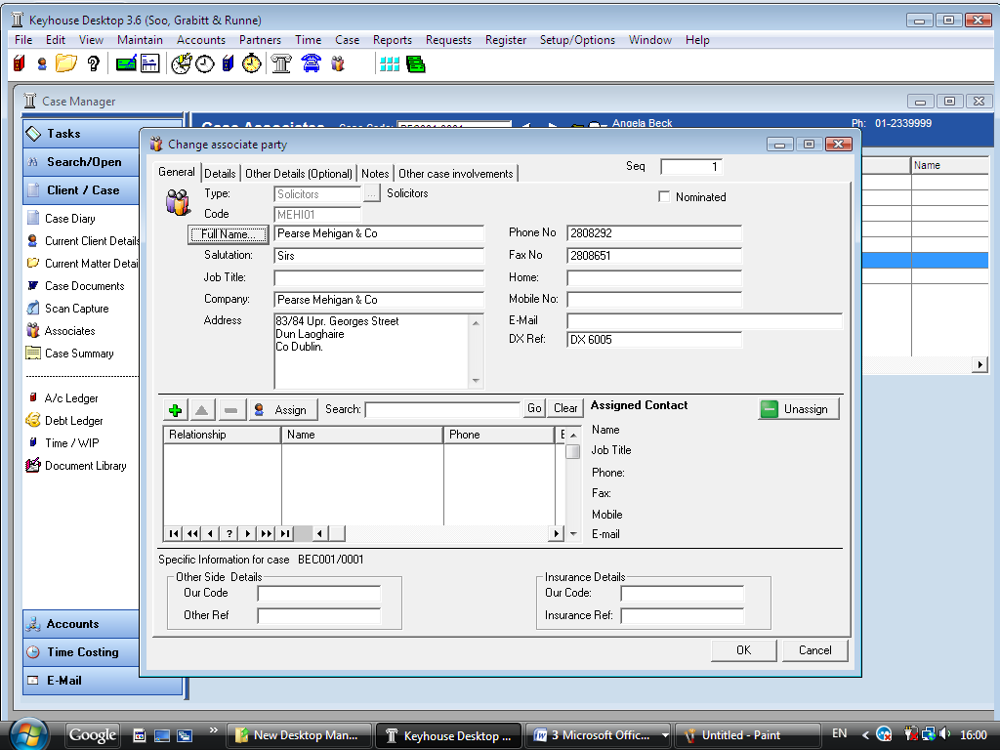 Keyhouse Desktop 3.6 (Soo, Grabitt & Runne)
File Edit View Maintain Accounts Partners Time Case Reports Requests Register Setup/Options Window Help
Case Manager
Tasks
Search/Open
Client / Case
Case Diary
Current Client Details
Current Matter Detai
Case Documents
Scan Capture
Associates
Case Summary
A/c Ledger
Debt Ledger
Time / WIP
Document Library
Accounts
Time Costing
E-Mail
Case Associates Case Code: BEC001 0001 Angela Beck Ph: 01-2339999
Name
Change associate party
General Details Other Details (Optional) Notes Other case involvements
Seq 1
Type: Solicitors ... Solicitors
Nominated
Code MEHI01
Full Name... Pearse Mehigan & Co
Phone No 2808292
Salutation: Sirs
Fax No 2808651
Job Title:
Home:
Company: Pearse Mehigan & Co
Mobile No:
Address 83/84 Upr. Georges Street
Dun Laoghaire
Co Dublin.
E-Mail
DX Ref: DX 6005
Assign Search: Go Clear
Assigned Contact
Unassign
Relationship Name Phone E
Name
Job Title
Phone:
Fax:
Mobile
E-mail
?
Specific Information for case BEC001/0001
Other Side Details
Our Code
Other Ref
Insurance Details
Our Code:
Insurance Ref:
OK Cancel
Google » New Desktop Man... Keyhouse Desktop ... 3 Microsoft Offic... Untitled - Paint EN < 16:00